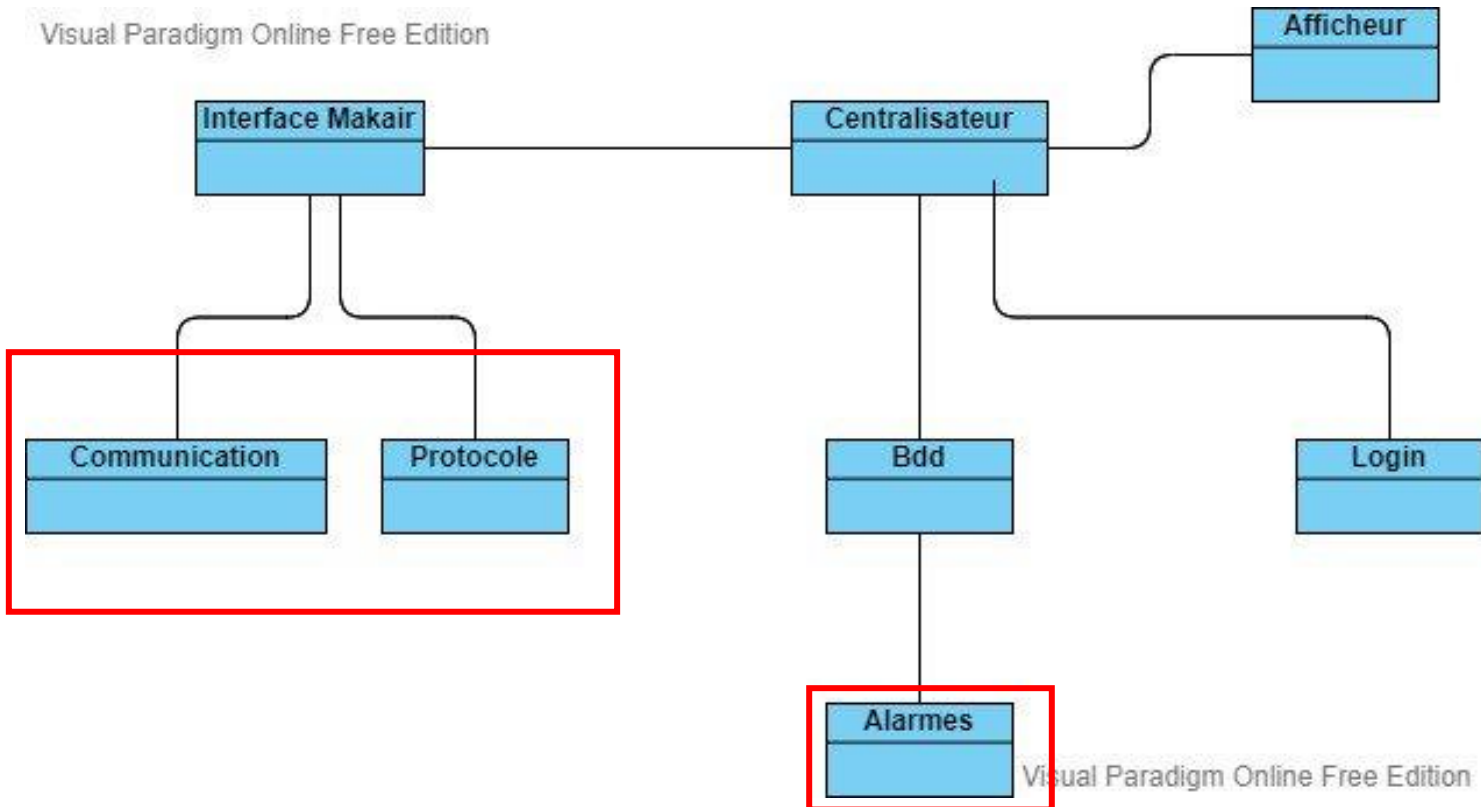 Visual Paradigm Online Free Edition
Afficheur
Interface Makair
Centralisateur
Communication
Protocole
Bdd
Login
Alarmes
Visual Paradigm Online Free Edition